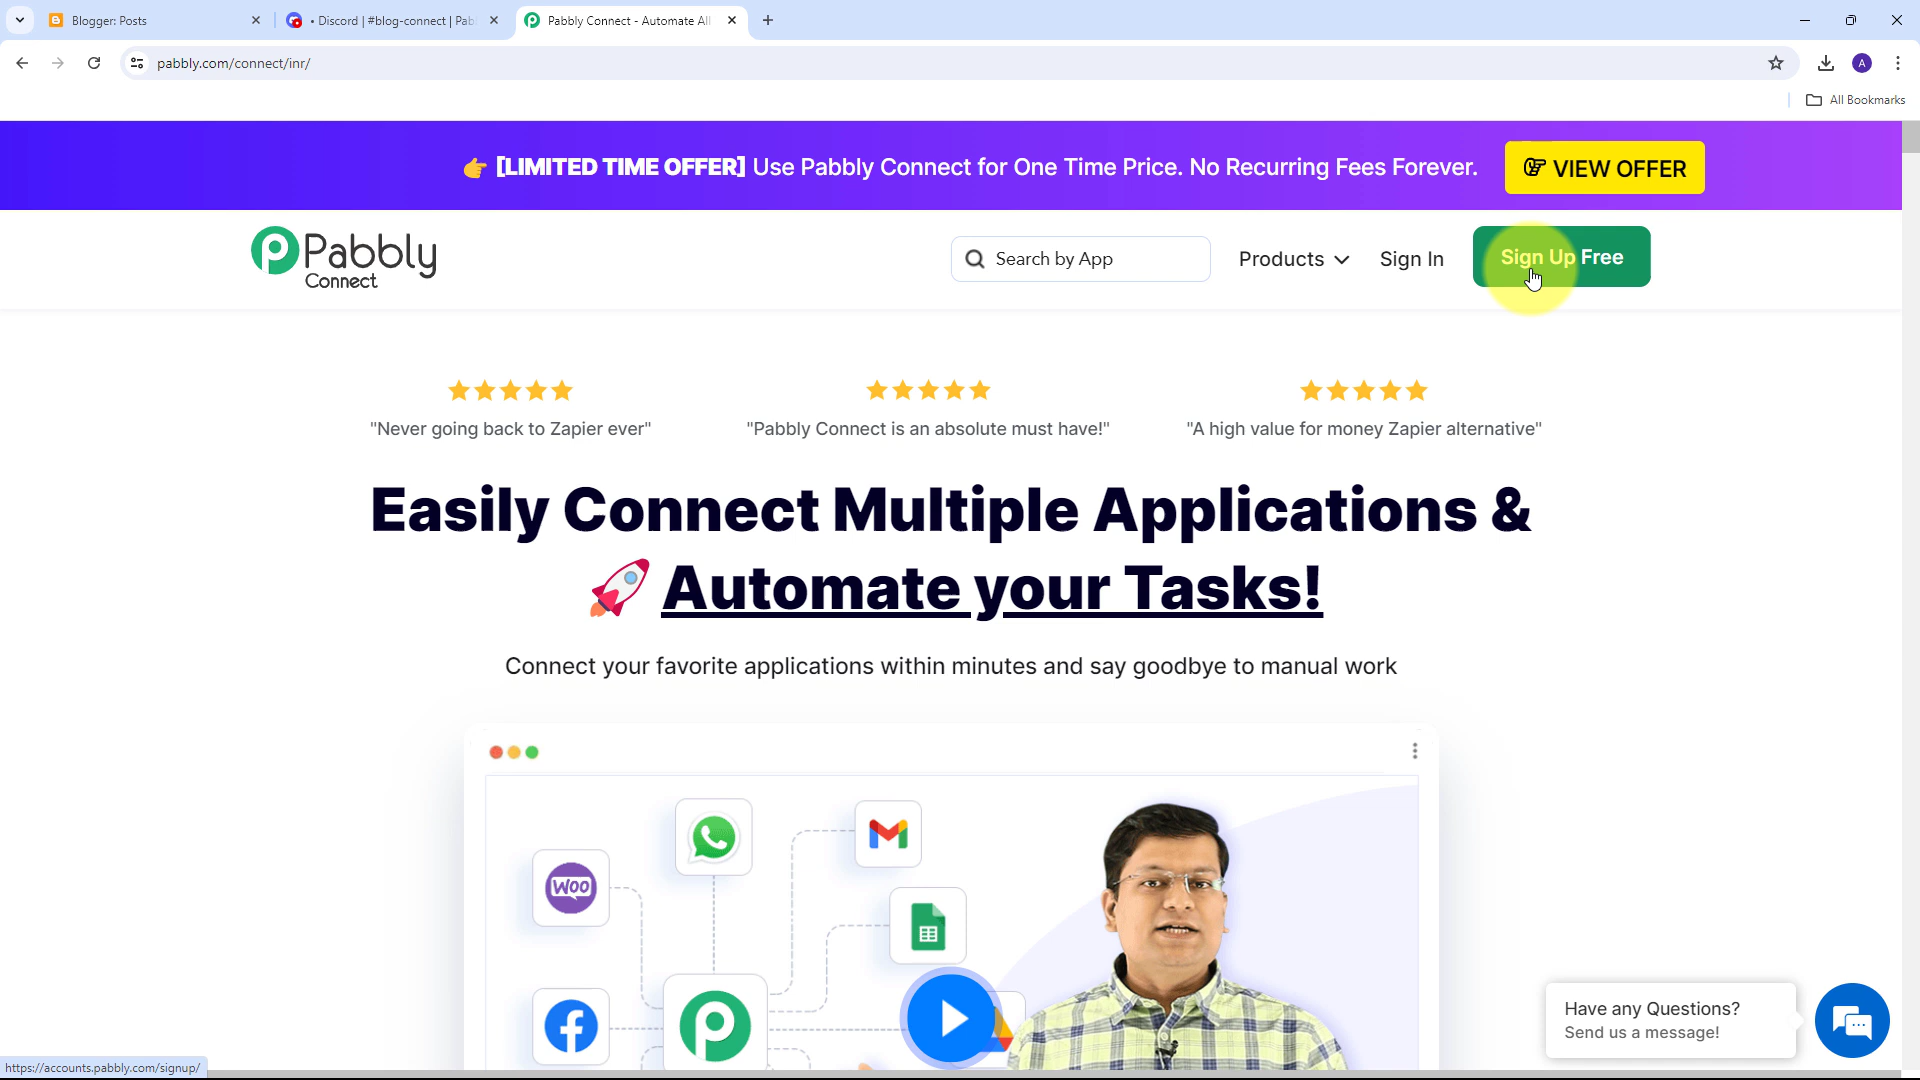 Blogger: Posts
• Discord | #blog-connect | Pab
Pabbly Connect - Automate All
pabbly.com/connect/inr/
A
All Bookmarks
[LIMITED TIME OFFER] Use Pabbly Connect for One Time Price. No Recurring Fees Forever.
VIEW OFFER
Pabbly
Connect
Search by App
Products
Sign In
Sign Up Free
"Never going back to Zapier ever"
"Pabbly Connect is an absolute must have!"
"A high value for money Zapier alternative"
Easily Connect Multiple Applications &
Automate your Tasks!
Connect your favorite applications within minutes and say goodbye to manual work
WOO
Have any Questions?
Send us a message!
https://accounts.pabbly.com/signup/